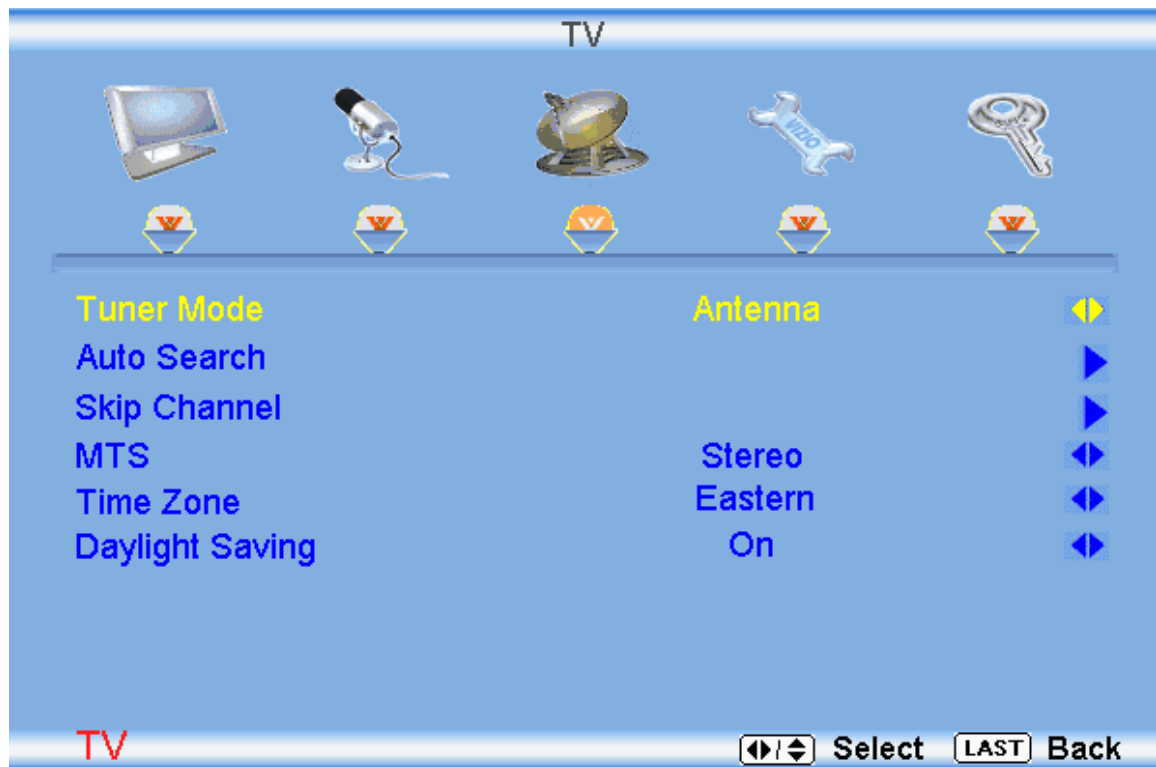 TV
VIZIO
Tuner Mode Antenna
Auto Search
Skip Channel
MTS Stereo
Time Zone Eastern
Daylight Saving On
TV / Select LAST Back